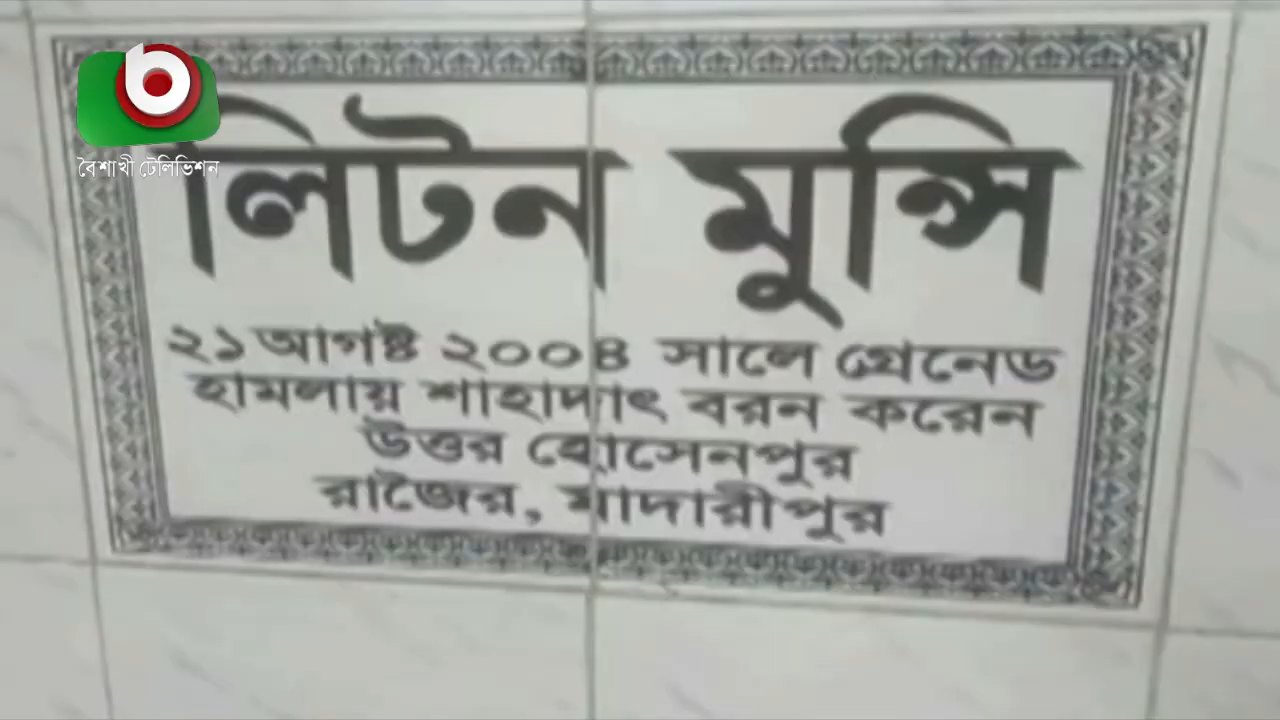 বৈশাখী টেলিভিশন
লিটন মুন্সি
২১ আগষ্ট ২০০৪ সালে গ্রেনেড
হামলায় শাহাদাৎ বরন করেন
উত্তর হোসেনপুর
রাজৈর, মাদারীপুর